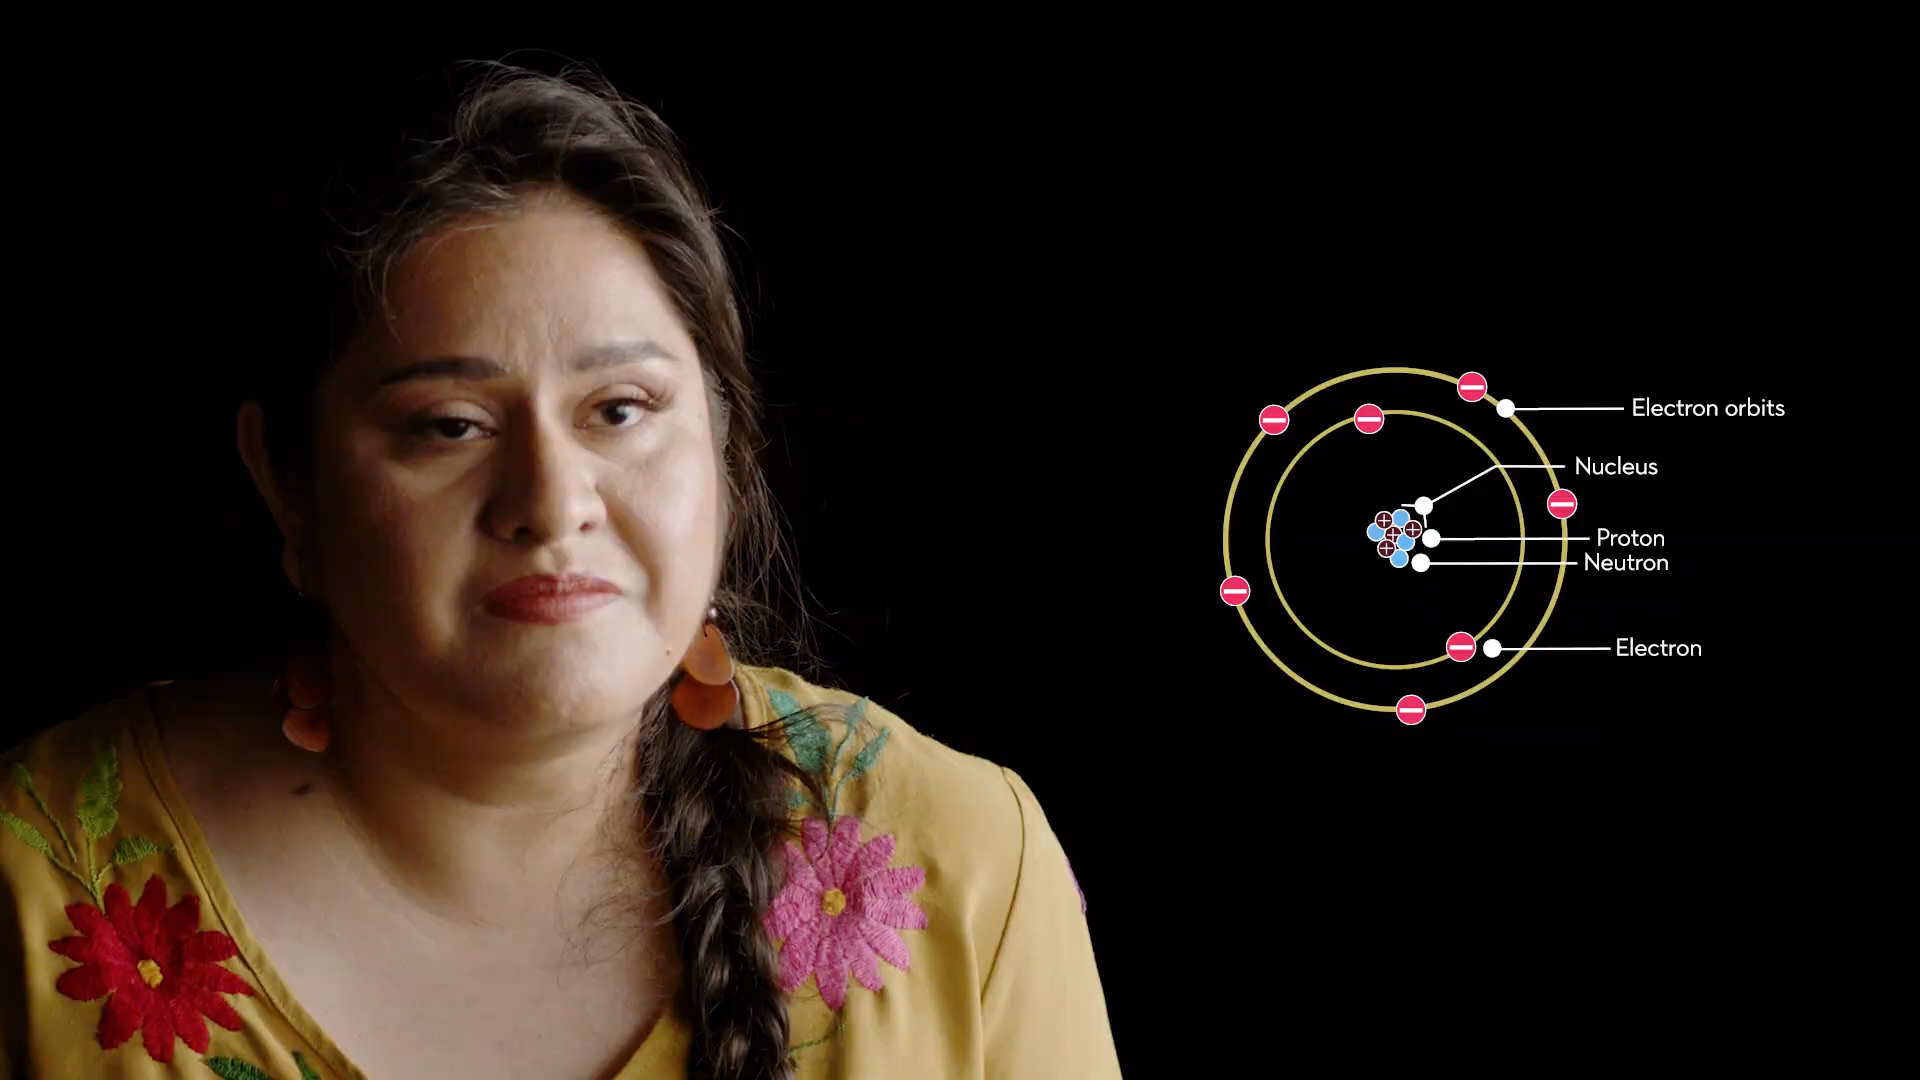 Electron orbits
Nucleus
Proton
Neutron
Electron